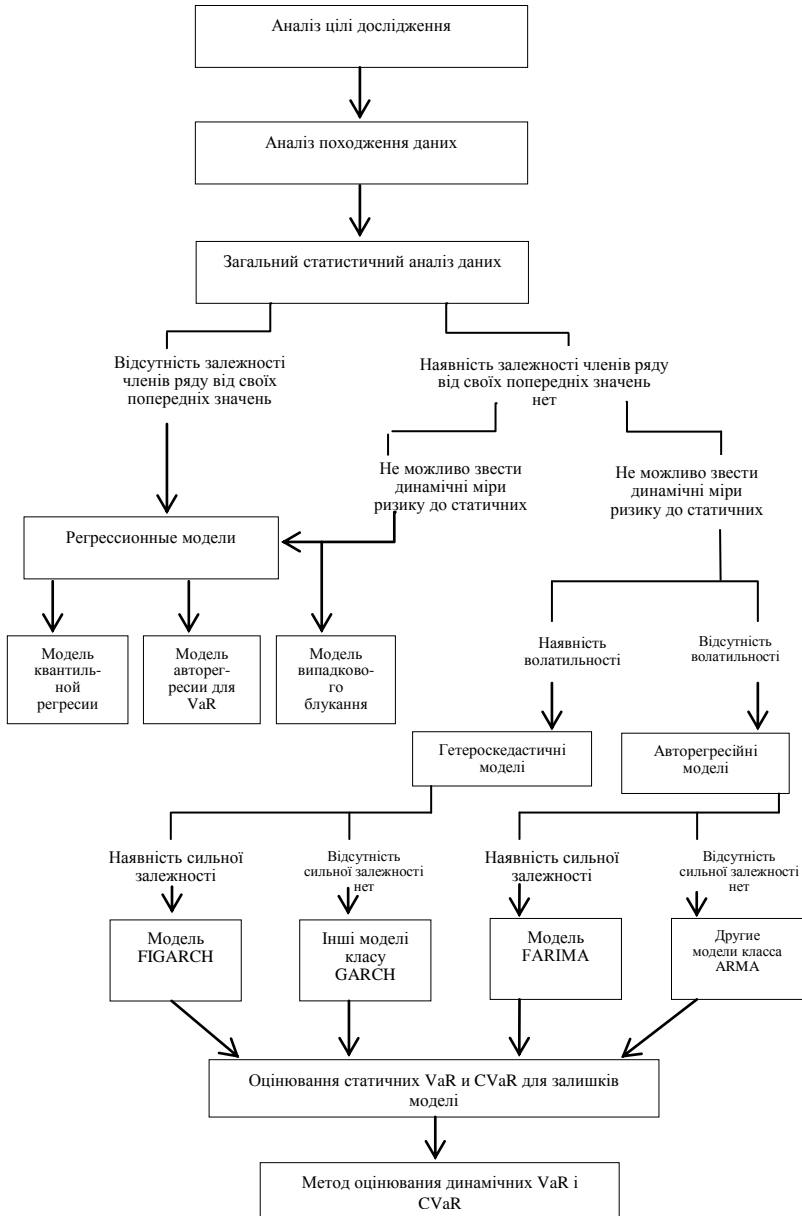 Аналіз цілі дослідження
Аналіз походження даних
Загальний статистичний аналіз даних
Відсутність залежності
членів ряду від своїх
попередніх значень
Наявність залежності членів ряду
від своїх попередніх значень
нет
Не можливо звести
динамічні міри
ризику до статичних
Не можливо звести
динамічні міри
ризику до статичних
Регрессионные модели
Модель
квантиль-
ной
регресии
Модель
авторег-
ресии для
VaR
Модель
випадково-
го
блукання
Наявність
волатильності
Відсутність
волатильності
Гетероскедастичні
моделі
Авторегресійні
моделі
Наявність сильної
залежності
Відсутність
сильної залежності
нет
Наявність сильної
залежності
Відсутність
сильної залежності
нет
Модель
FIGARCH
Інші моделі
класу
GARCH
Модель
FARIMA
Другие
модели класса
ARMA
Оцінювання статичних VaR и CVaR для залишків
моделі
Метод оцінювання динамічних VaR і
CVaR